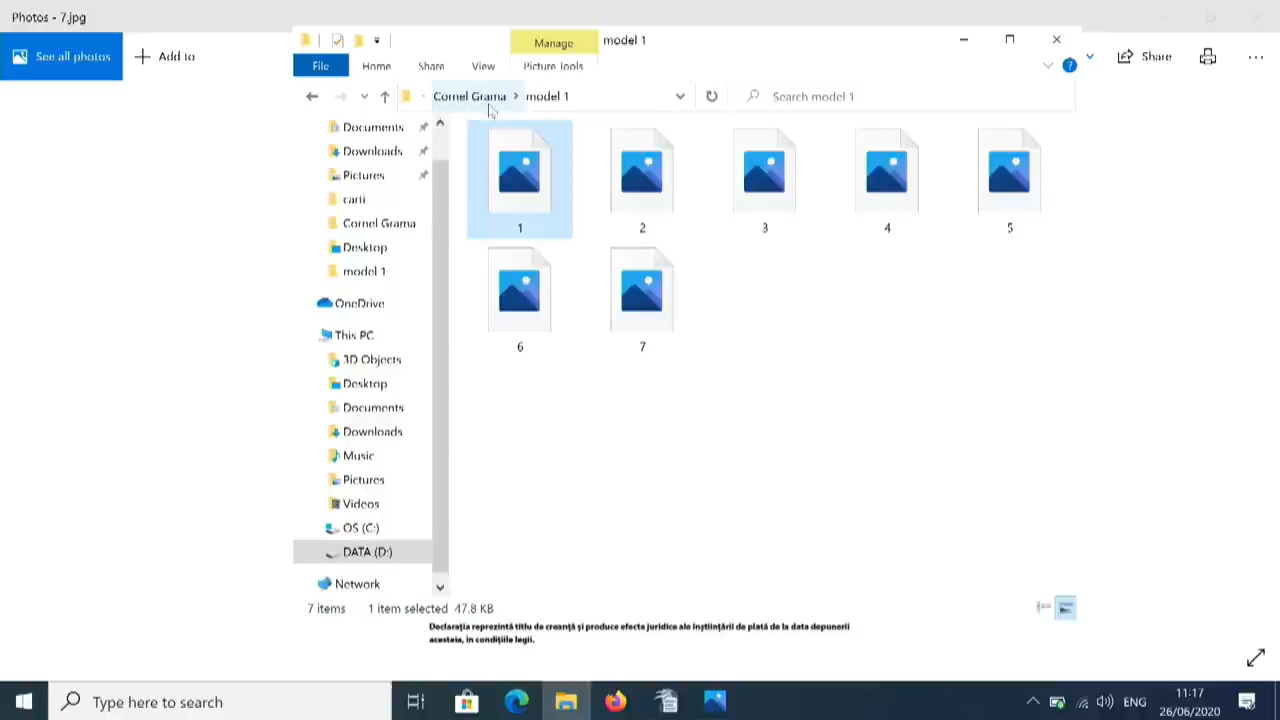 Photos - 7.jpg
See all photos
Add to
Share
Manage
model 1
File
Home
Share
View
Picture Tools
Cornel Grama
model 1
Search model 1
Documents
Downloads
Pictures
carti
Cornel Grama
Desktop
model 1
OneDrive
This PC
3D Objects
Desktop
Documents
Downloads
Music
Pictures
Videos
OS (C:)
DATA (D:)
Network
1
2
3
4
5
6
7
7 items
1 item selected
47.8 KB
Declarația reprezintă titlu de creanță și produce efecte juridice ale înștiințării de plată de la data depunerii
acesteia, în condițiile legii.
Type here to search
ENG
11:17
26/06/2020